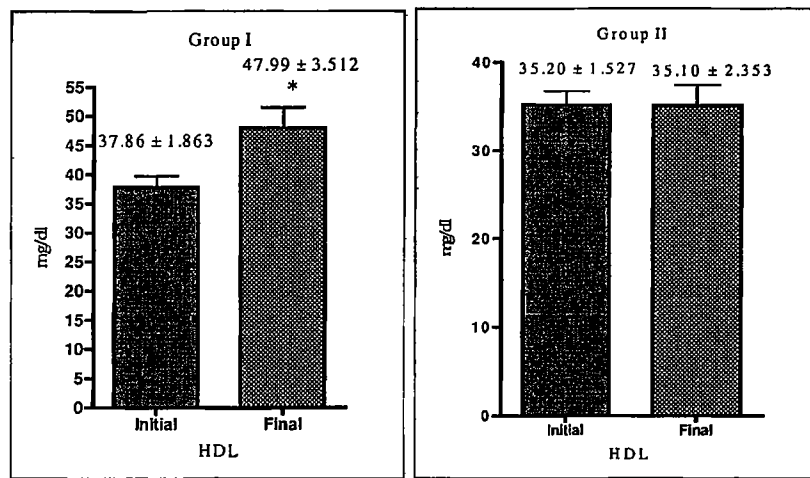 Group I
47.99 ± 3.512
*
37.86 ± 1.863
55
50
45
40
35
30
25
20
15
10
5
0
mg/dl
Initial Final
HDL
Group II
35.20 ± 1.527 35.10 ± 2.353
40
30
20
10
0
mg/dl
Initial Final
HDL